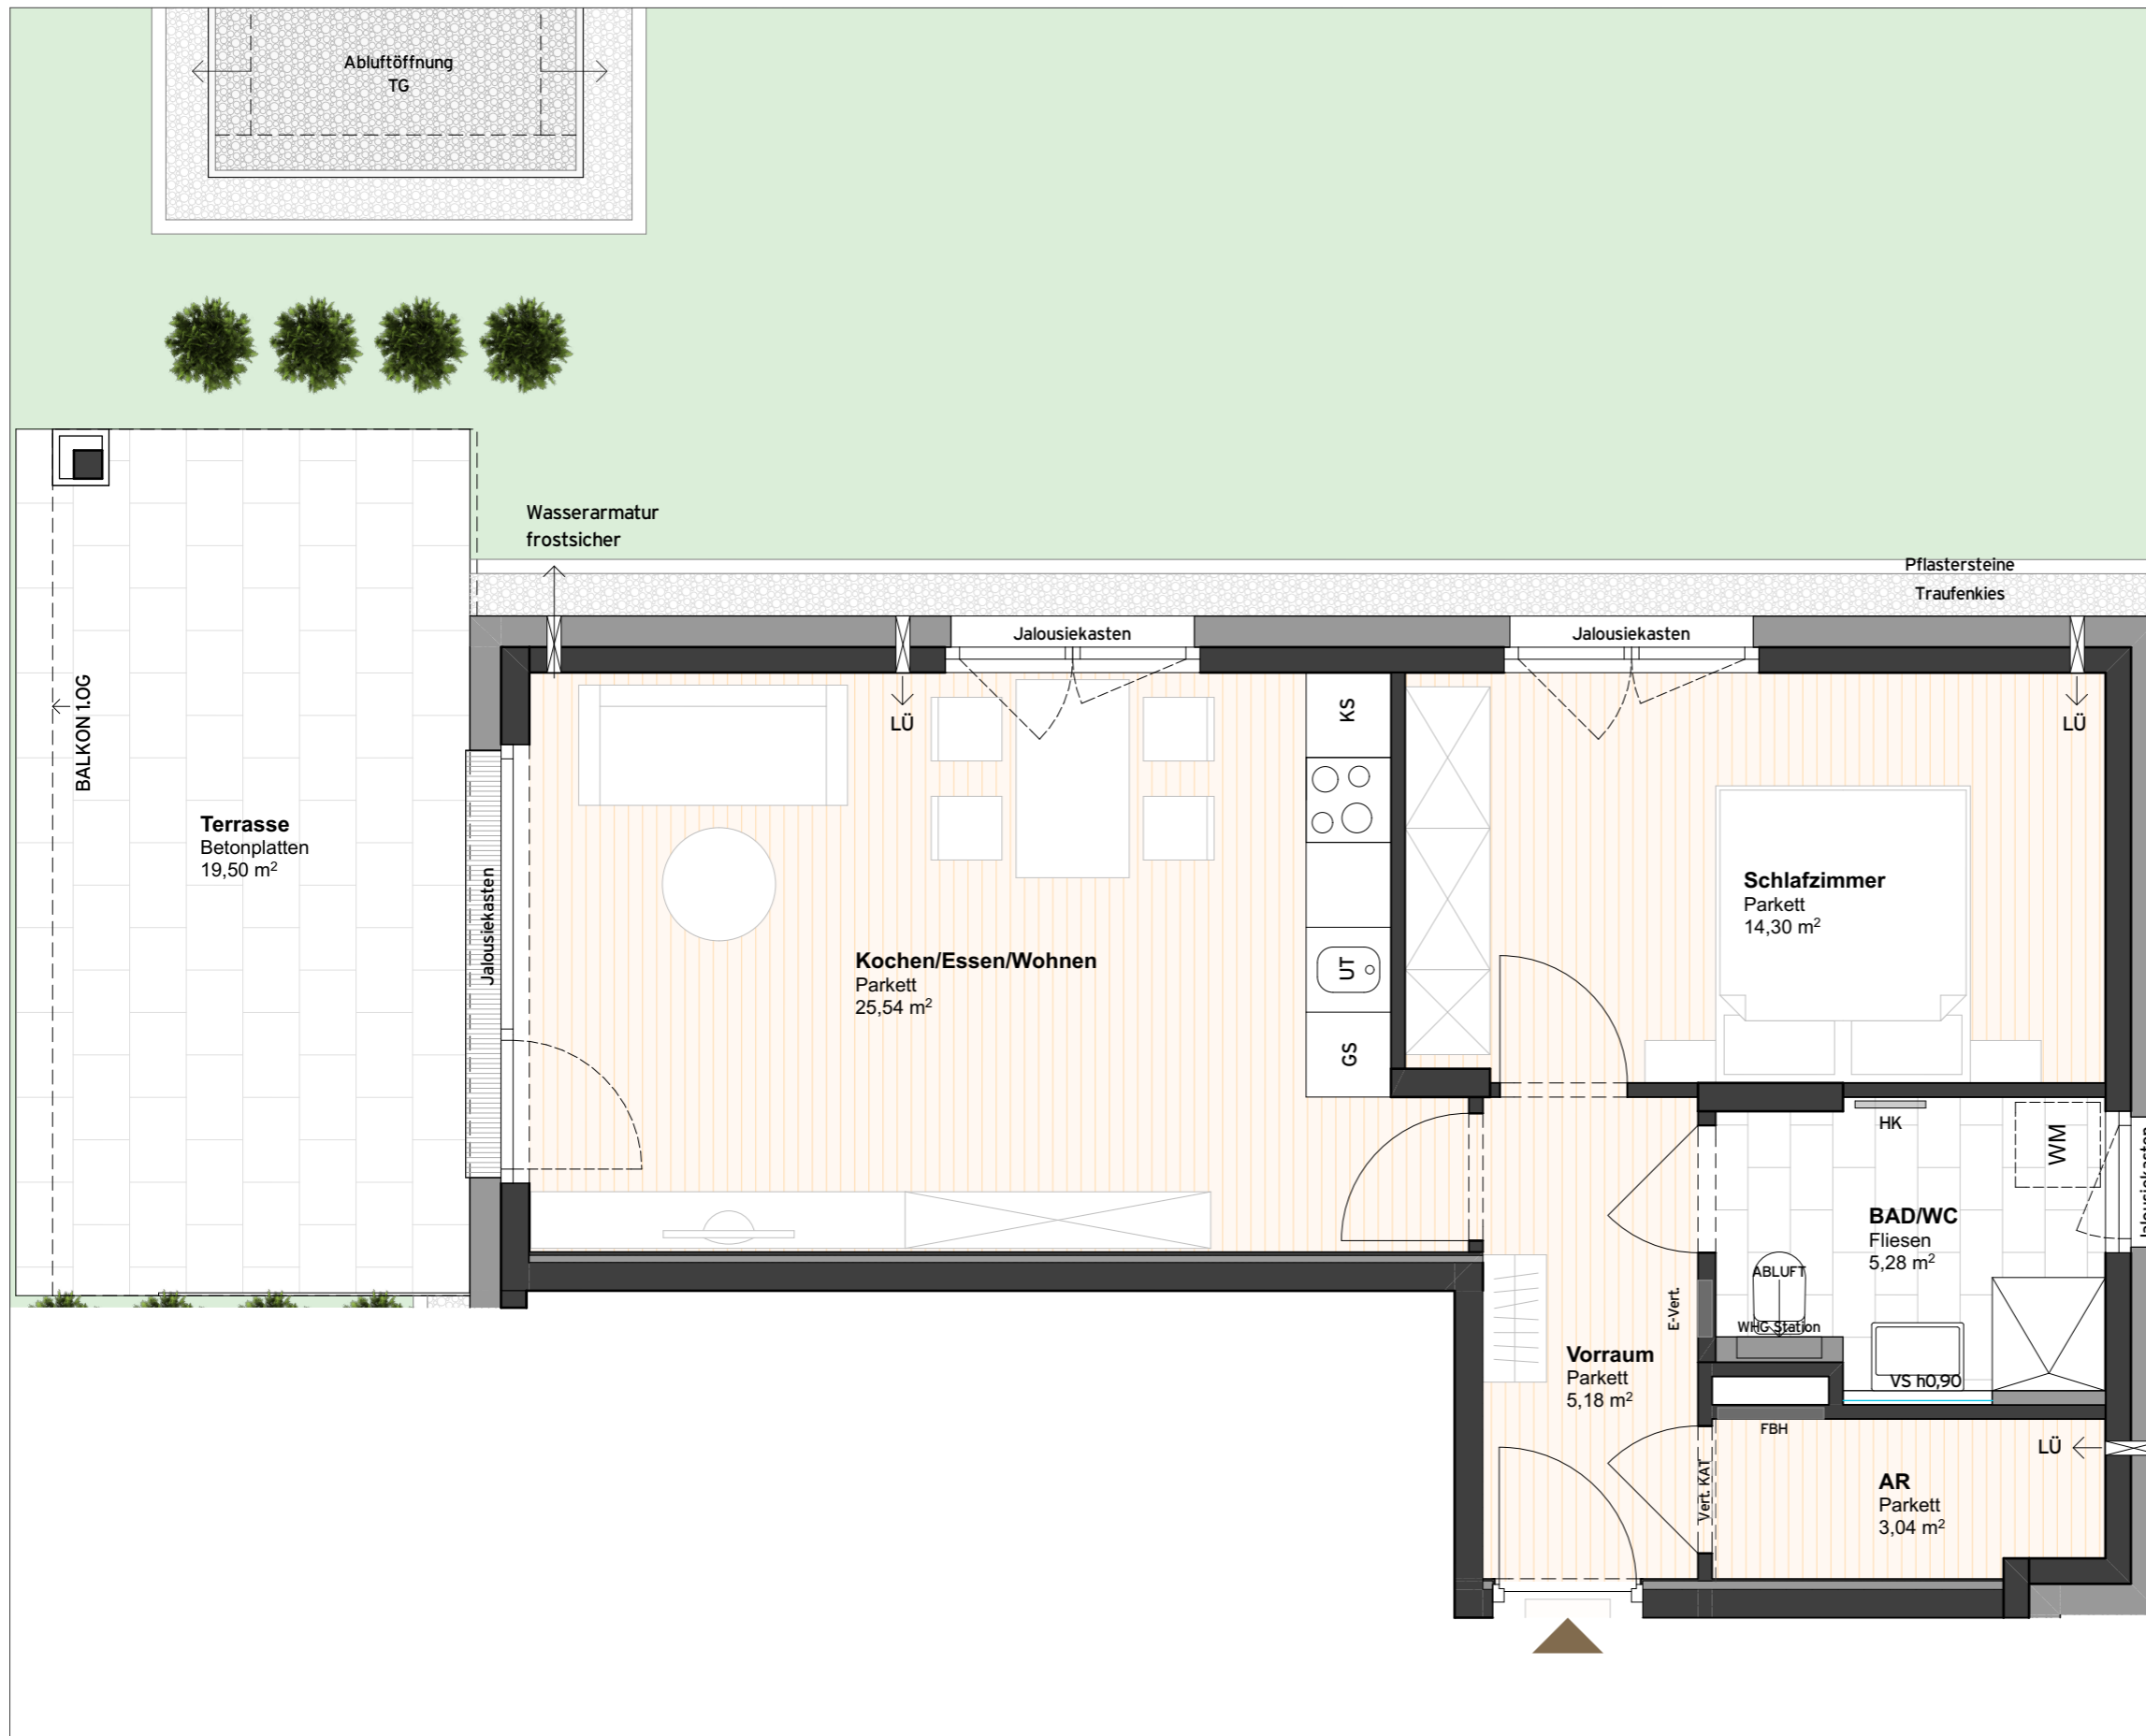 Abluftöffnung
TG
Wasserarmatur
frostsicher
Pflastersteine
Traufenkies
Jalousiekasten
Jalousiekasten
BALKON 1.OG
LÜ
KS
LÜ
Terrasse
Betonplatten
19,50 m²
Jalousiekasten
Schlafzimmer
Parkett
14,30 m²
Kochen/Essen/Wohnen
Parkett
25,54 m²
UT
GS
HK
WM
Jalousiekasten
BAD/WC
Fliesen
5,28 m²
ABLUFT
E-Vert.
WHG Station
Vorraum
Parkett
5,18 m²
VS h0,90
FBH
LÜ
Vert. KAT
AR
Parkett
3,04 m²